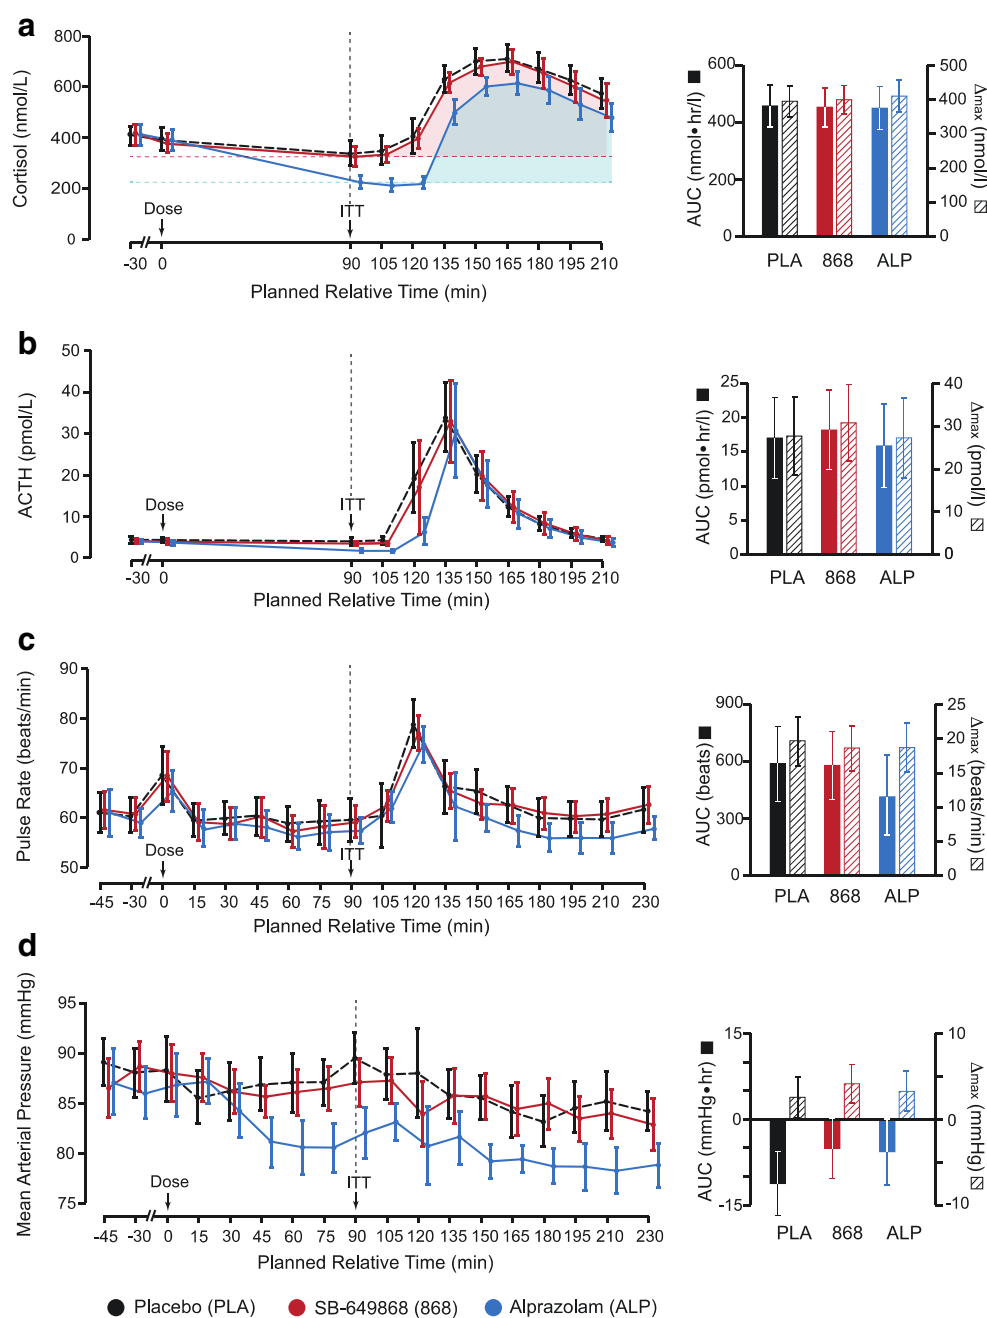 a
800
600
400
200
0
Cortisol (nmol/L)
Dose
ITT
-30 0 90 105 120 135 150 165 180 195 210
Planned Relative Time (min)
600
400
200
0
AUC (nmol•hr/l) ■
500
400
300
200
100
0
Δmax (nmol/l)
PLA 868 ALP
b
50
40
30
20
10
0
ACTH (pmol/L)
Dose
ITT
-30 0 90 105 120 135 150 165 180 195 210
Planned Relative Time (min)
25
20
15
10
5
0
AUC (pmol•hr/l) ■
40
30
20
10
0
Δmax (pmol/l)
PLA 868 ALP
c
90
80
70
60
50
Pulse Rate (beats/min)
Dose
ITT
-45 -30 0 15 30 45 60 75 90 105 120 135 150 165 180 195 210 230
Planned Relative Time (min)
900
600
300
0
AUC (beats) ■
25
20
15
10
5
0
Δmax (beats/min)
PLA 868 ALP
d
95
90
85
80
75
Mean Arterial Pressure (mmHg)
Dose
ITT
-45 -30 0 15 30 45 60 75 90 105 120 135 150 165 180 195 210 230
Planned Relative Time (min)
15
0
-15
AUC (mmHg•hr) ■
10
5
0
-5
-10
Δmax (mmHg)
PLA 868 ALP
Placebo (PLA) SB-649868 (868) Alprazolam (ALP)